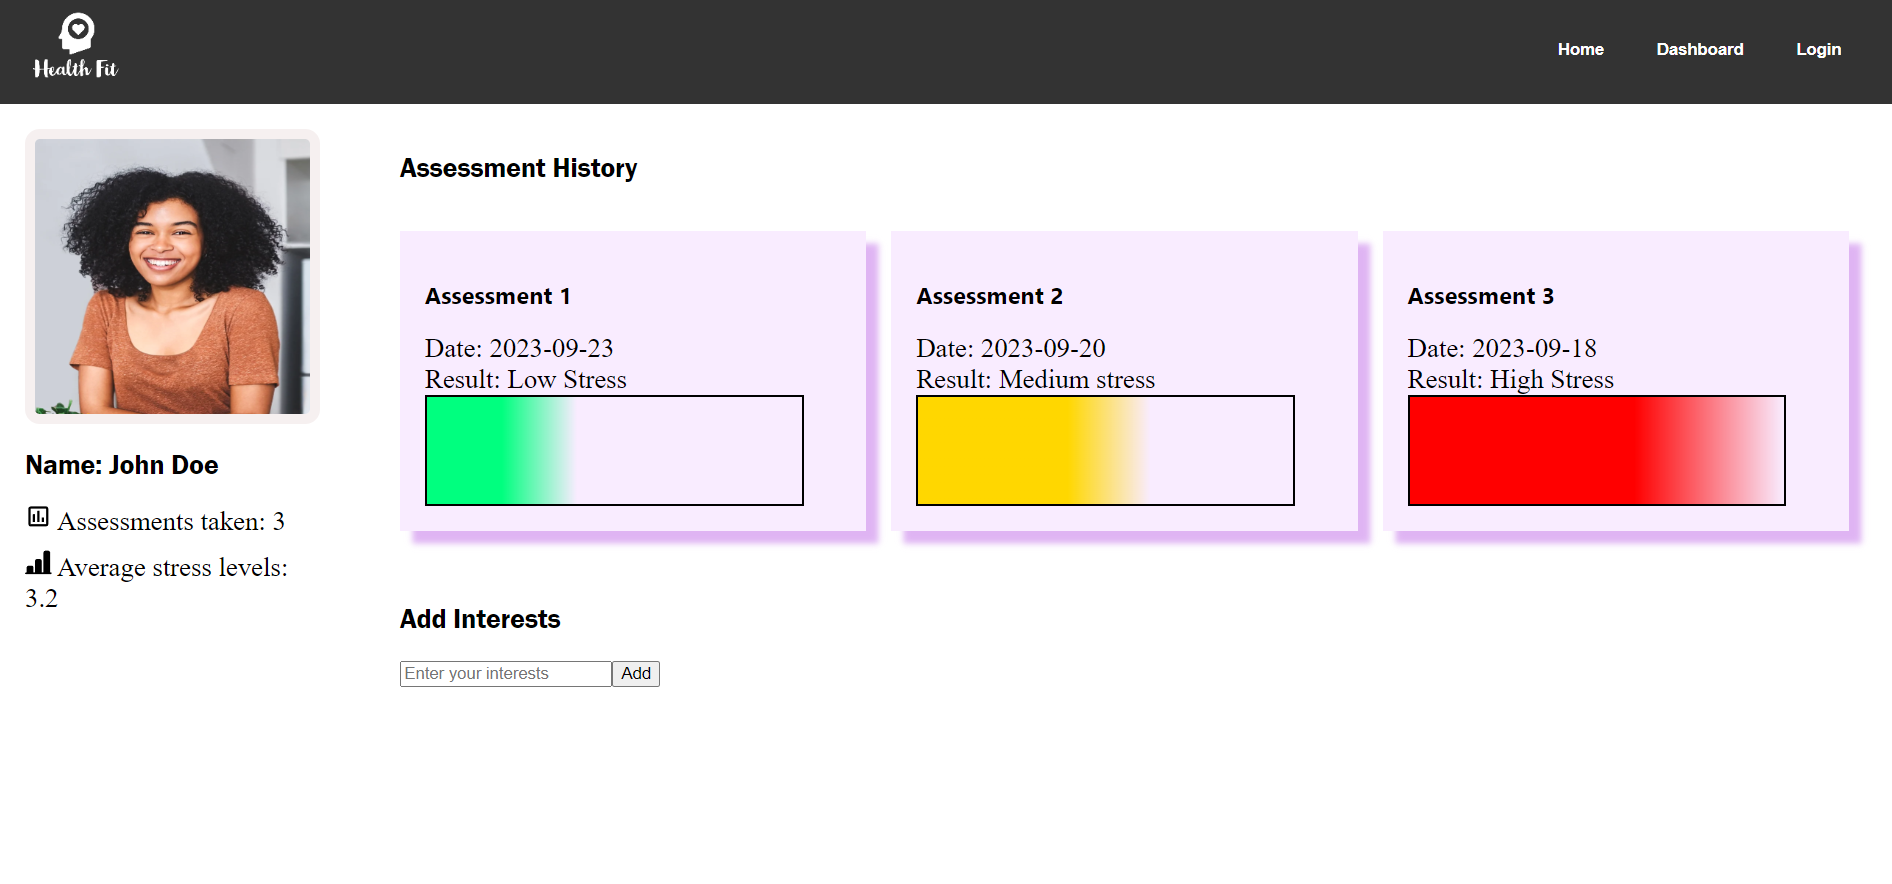 Health Fit
Home
Dashboard
Login
Name: John Doe
Assessments taken: 3
Average stress levels:
3.2
Assessment History
Assessment 1
Date: 2023-09-23
Result: Low Stress
Assessment 2
Date: 2023-09-20
Result: Medium stress
Assessment 3
Date: 2023-09-18
Result: High Stress
Add Interests
Enter your interests
Add